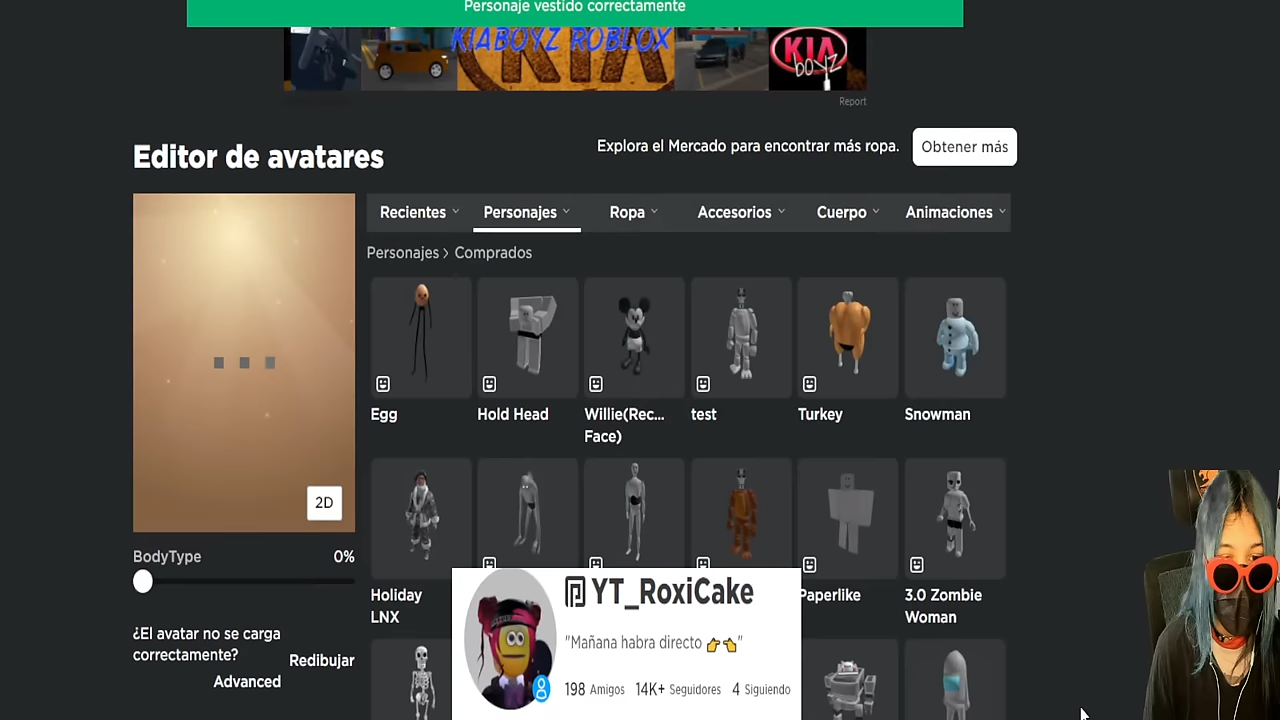 Personaje vestido correctamente
KIABOYZ ROBLOX
KIA
KIA
boyz
Report
Editor de avatares
Explora el Mercado para encontrar más ropa.
Obtener más
Recientes
Personajes
Ropa
Accesorios
Cuerpo
Animaciones
Personajes > Comprados
2D
Egg
Hold Head
Willie(Rec...
Face)
test
Turkey
Snowman
BodyType
0%
Holiday
LNX
Paperlike
3.0 Zombie
Woman
¿El avatar no se carga
correctamente?
Redibujar
Advanced
YT_RoxiCake
"Mañana habra directo 👉👈"
198 Amigos 14K+ Seguidores 4 Siguiendo